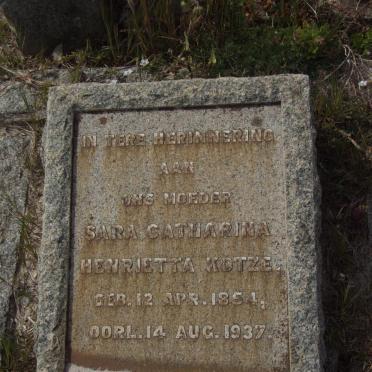 IN TERE HERINNERING
AAN
ONS MOEDER
SARA CATHARINA
HENRIETTA KOTZE.
GEB. 12 APR. 1854,
OORL. 14 AUG. 1937.